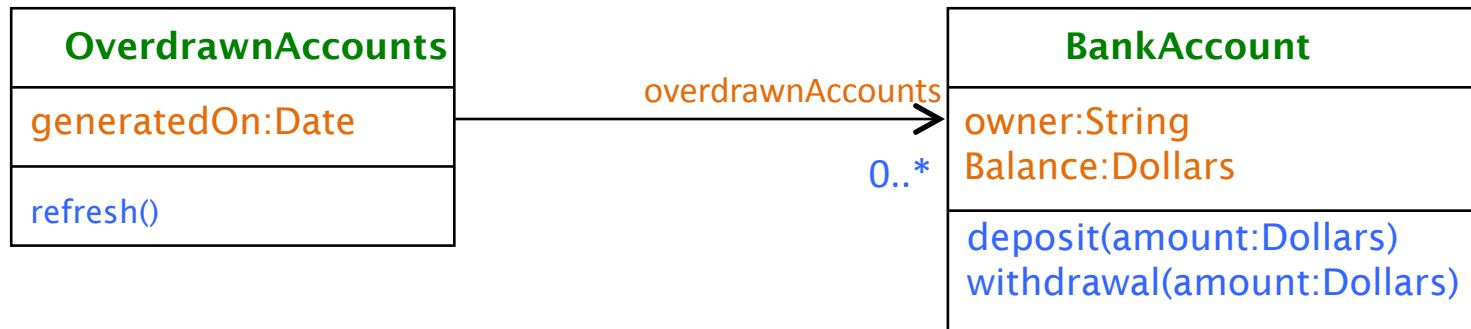 OverdrawnAccounts
generatedOn:Date
refresh()
overdrawnAccounts
0..*
BankAccount
owner:String
Balance:Dollars
deposit(amount:Dollars)
withdrawal(amount:Dollars)